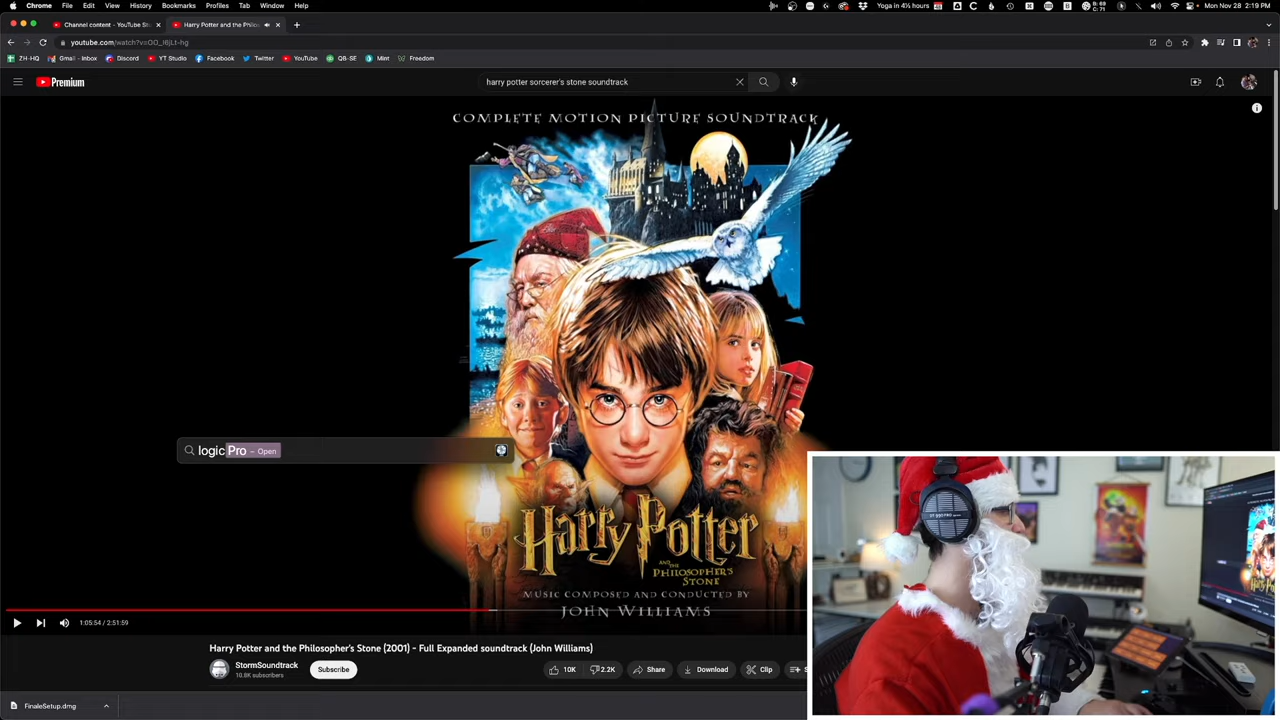 Chrome File Edit View History Bookmarks Profiles Tab Window Help Yoga in 4½ hours Mon Nov 28 2:19 PM
Channel content - YouTube St Harry Potter and the Philo
youtube.com/watch?v=
ZH-HQ Gmail - Inbox Discord YT Studio Facebook Twitter YouTube QB-SE Mint Freedom
Premium harry potter sorcerer's stone soundtrack
COMPLETE MOTION PICTURE SOUNDTRACK
logic Pro – Open
Harry Potter
AND THE
PHILOSOPHER'S
STONE
MUSIC COMPOSED AND CONDUCTED BY
JOHN WILLIAMS
1:05:54 / 2:51:59
Harry Potter and the Philosopher's Stone (2001) - Full Expanded soundtrack (John Williams)
StormSoundtrack
10.8K subscribers
Subscribe 10K 2.2K Share Download Clip
FinaleSetup.dmg